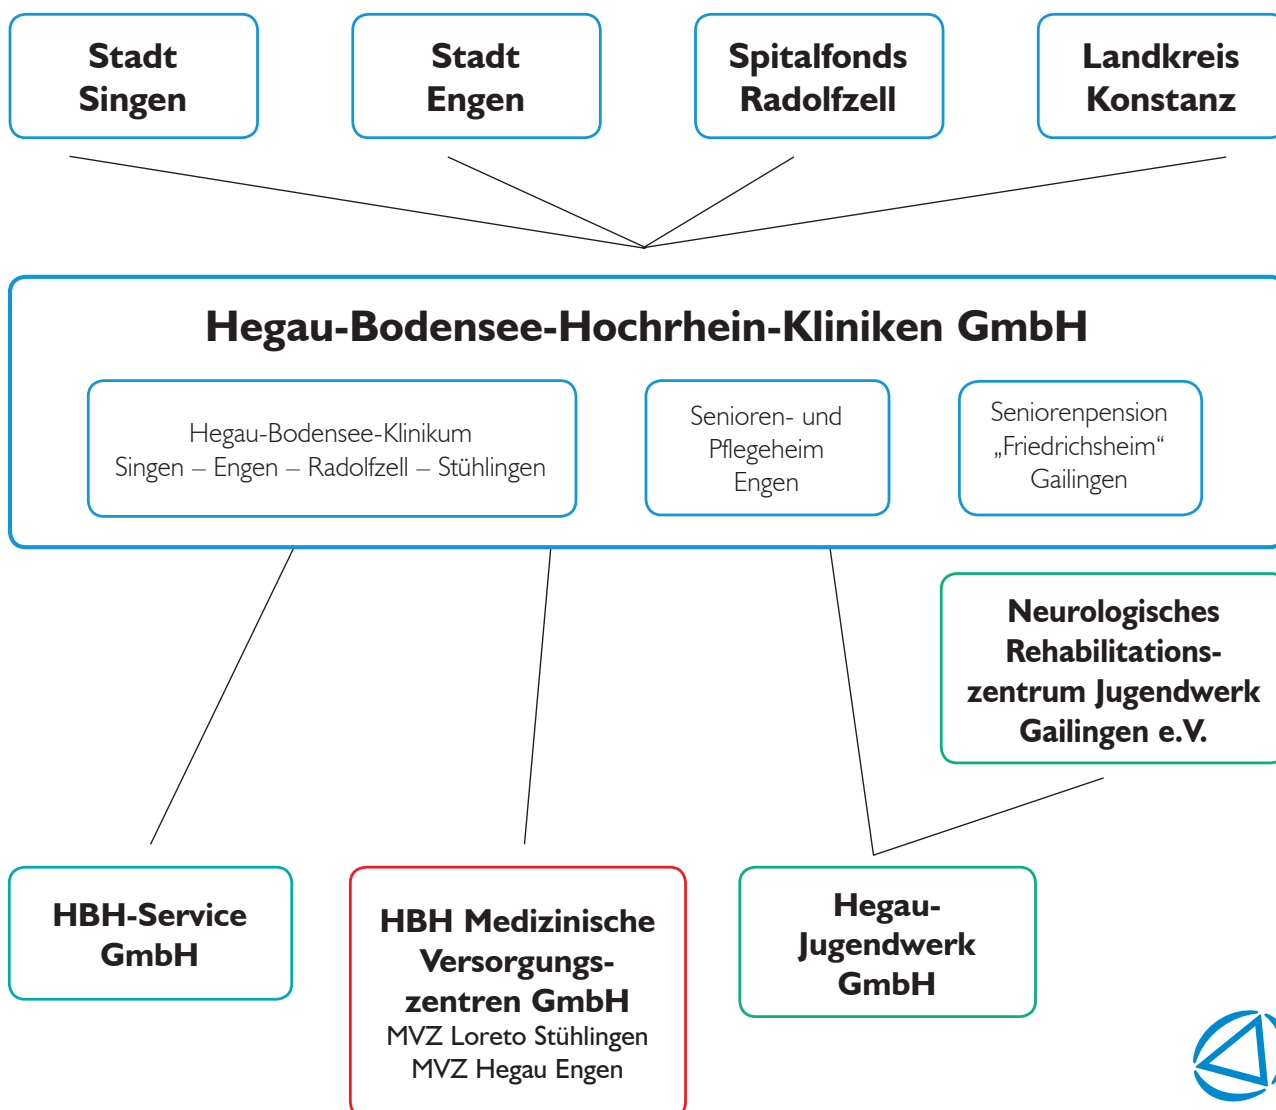 Stadt
Singen
Stadt
Engen
Spitalfonds
Radolfzell
Landkreis
Konstanz
Hegau-Bodensee-Hochrhein-Kliniken GmbH
Hegau-Bodensee-Klinikum
Singen – Engen – Radolfzell – Stühlingen
Senioren- und
Pflegeheim
Engen
Seniorenpension
„Friedrichsheim“
Gailingen
Neurologisches
Rehabilitations-
zentrum Jugendwerk
Gailingen e.V.
HBH-Service
GmbH
HBH Medizinische
Versorgungs-
zentren GmbH
MVZ Loreto Stühlingen
MVZ Hegau Engen
Hegau-
Jugendwerk
GmbH